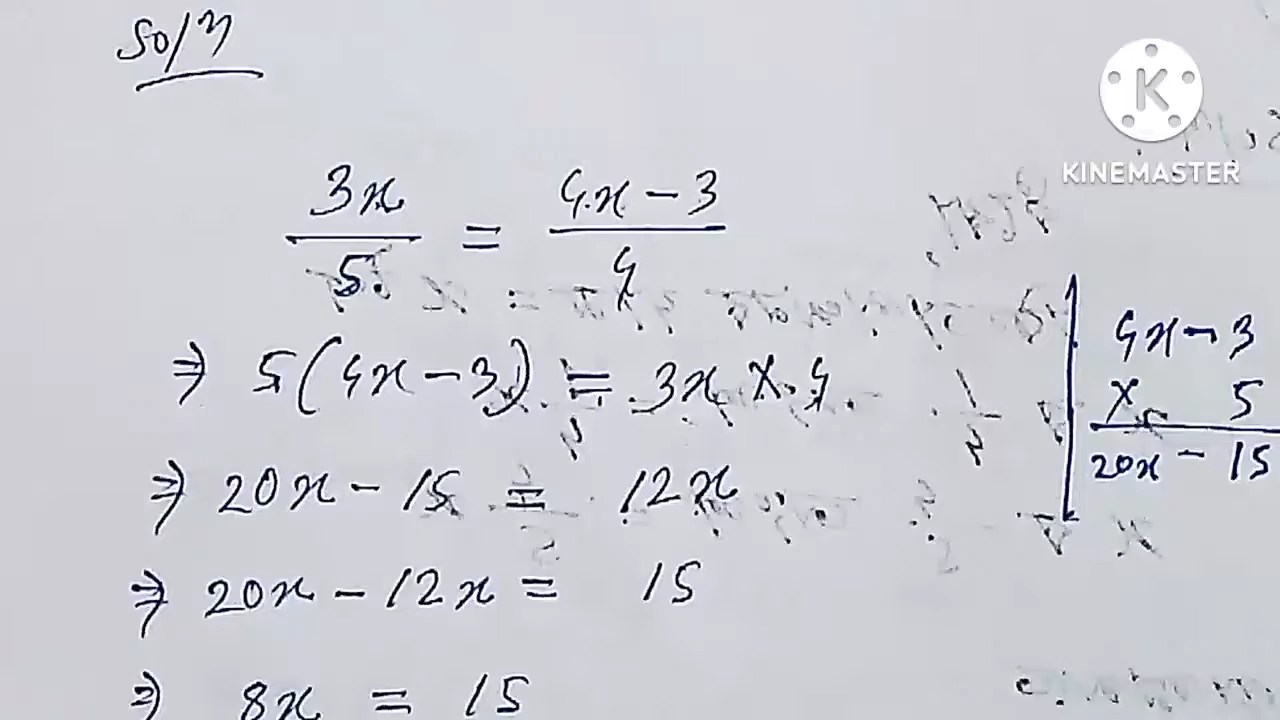 Soln
K
KINEMASTER
3x/5 = 4x - 3/4
⇒ 5(4x - 3) = 3x × 4
⇒ 20x - 15 = 12x
⇒ 20x - 12x = 15
⇒ 8x = 15
4x - 3
× 5
20x - 15